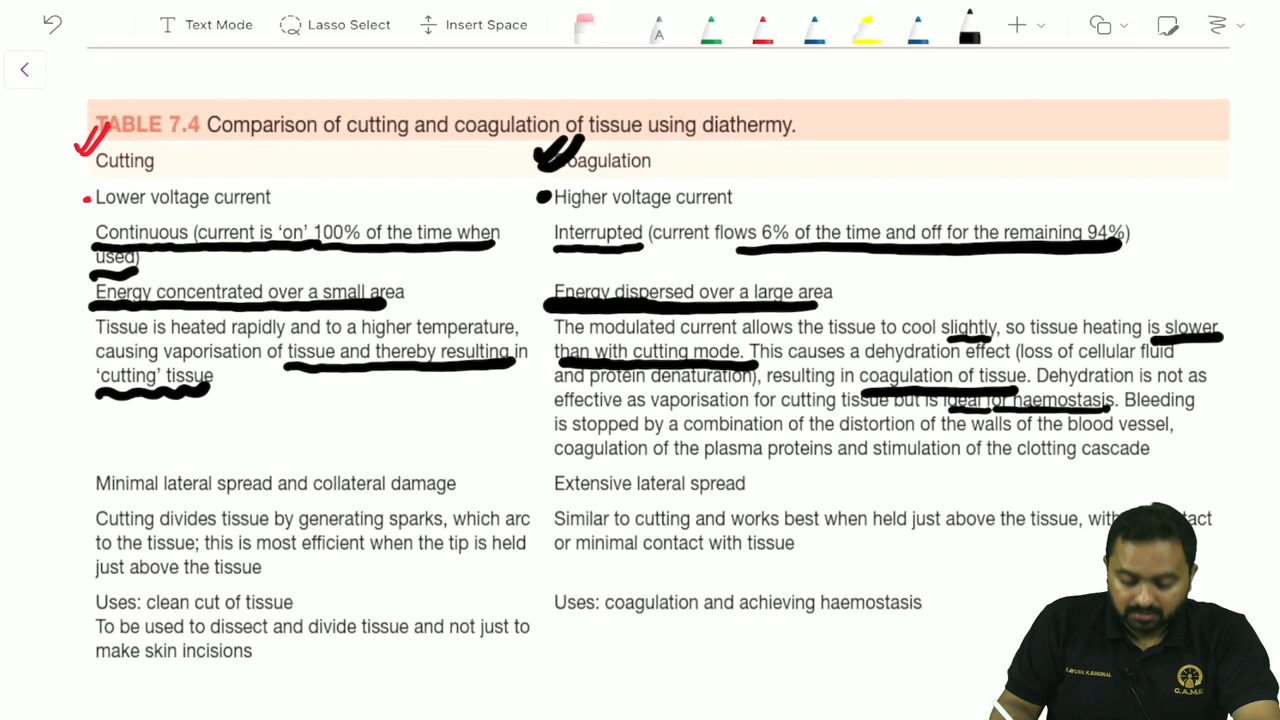 Text Mode
Lasso Select
Insert Space
A
TABLE 7.4 Comparison of cutting and coagulation of tissue using diathermy.
Cutting
Coagulation
Lower voltage current
Higher voltage current
Continuous (current is ‘on’ 100% of the time when
used)
Interrupted (current flows 6% of the time and off for the remaining 94%)
Energy concentrated over a small area
Energy dispersed over a large area
Tissue is heated rapidly and to a higher temperature,
causing vaporisation of tissue and thereby resulting in
‘cutting’ tissue
The modulated current allows the tissue to cool slightly, so tissue heating is slower
than with cutting mode. This causes a dehydration effect (loss of cellular fluid
and protein denaturation), resulting in coagulation of tissue. Dehydration is not as
effective as vaporisation for cutting tissue but is ideal for haemostasis. Bleeding
is stopped by a combination of the distortion of the walls of the blood vessel,
coagulation of the plasma proteins and stimulation of the clotting cascade
Minimal lateral spread and collateral damage
Extensive lateral spread
Cutting divides tissue by generating sparks, which arc
to the tissue; this is most efficient when the tip is held
just above the tissue
Similar to cutting and works best when held just above the tissue, with
or minimal contact with tissue
Uses: clean cut of tissue
To be used to dissect and divide tissue and not just to
make skin incisions
Uses: coagulation and achieving haemostasis
C.A.M.E